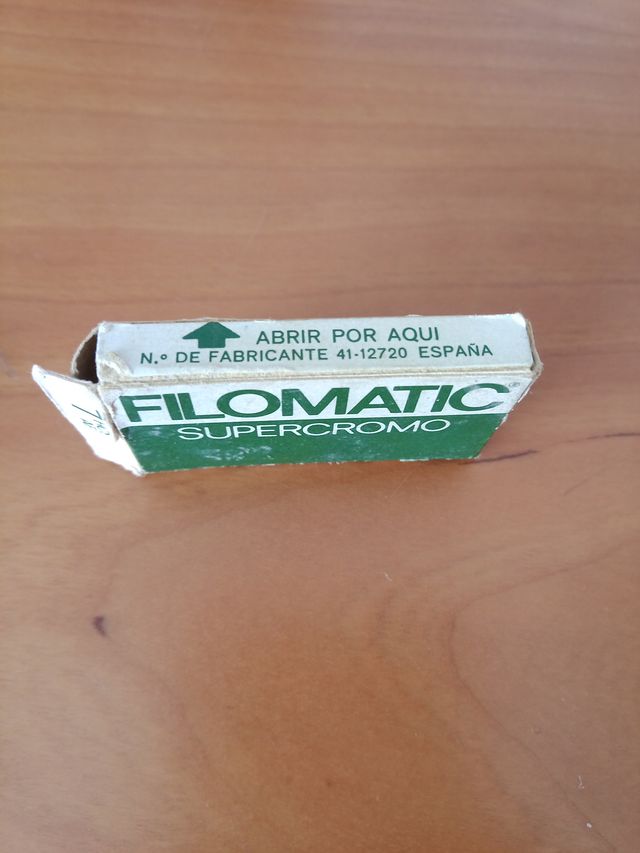 ABRIR POR AQUI
N.º DE FABRICANTE 41-12720 ESPAÑA
FILOMATIC®
SUPERCROMO